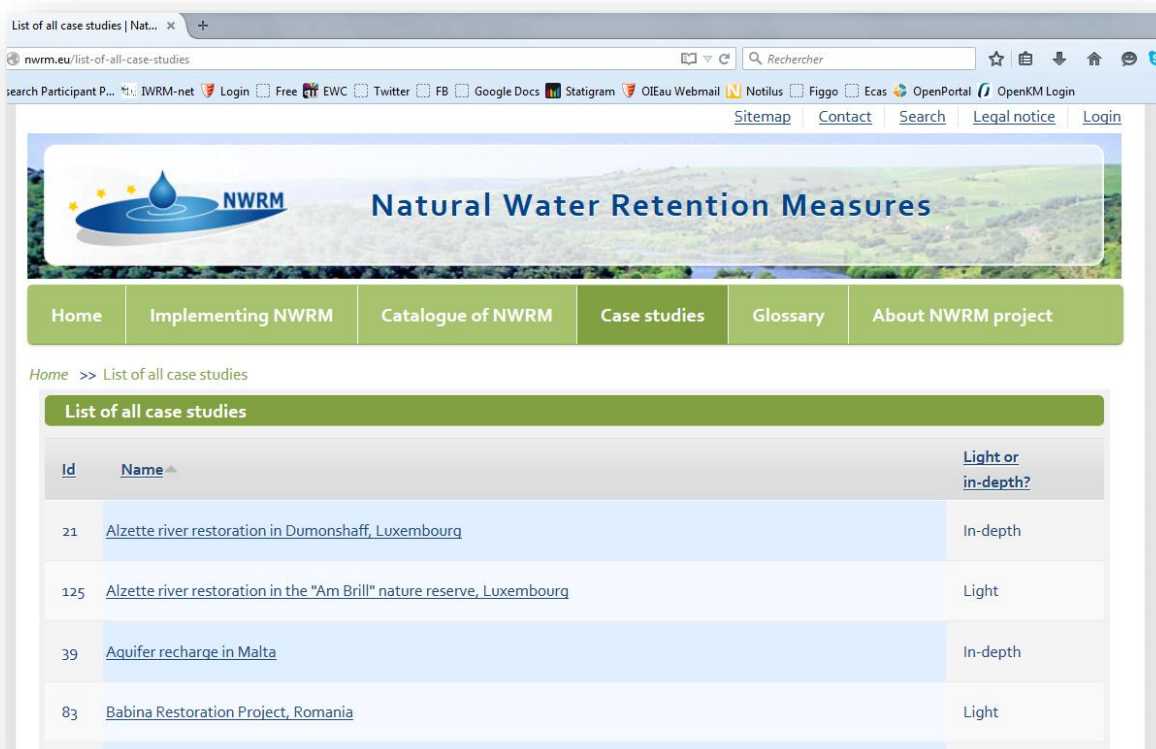 List of all case studies | Nat... × +
nwrm.eu/list-of-all-case-studies Rechercher
search Participant P... IWRM-net Login Free EWC Twitter FB Google Docs Statigram OIEau Webmail Notilus Figgo Ecas OpenPortal OpenKM Login
Sitemap Contact Search Legal notice Login
NWRM Natural Water Retention Measures
Home Implementing NWRM Catalogue of NWRM Case studies Glossary About NWRM project
Home >> List of all case studies
List of all case studies
Id Name Light or
in-depth?
21 Alzette river restoration in Dumonshaff, Luxembourg In-depth
125 Alzette river restoration in the "Am Brill" nature reserve, Luxembourg Light
39 Aquifer recharge in Malta In-depth
83 Babina Restoration Project, Romania Light